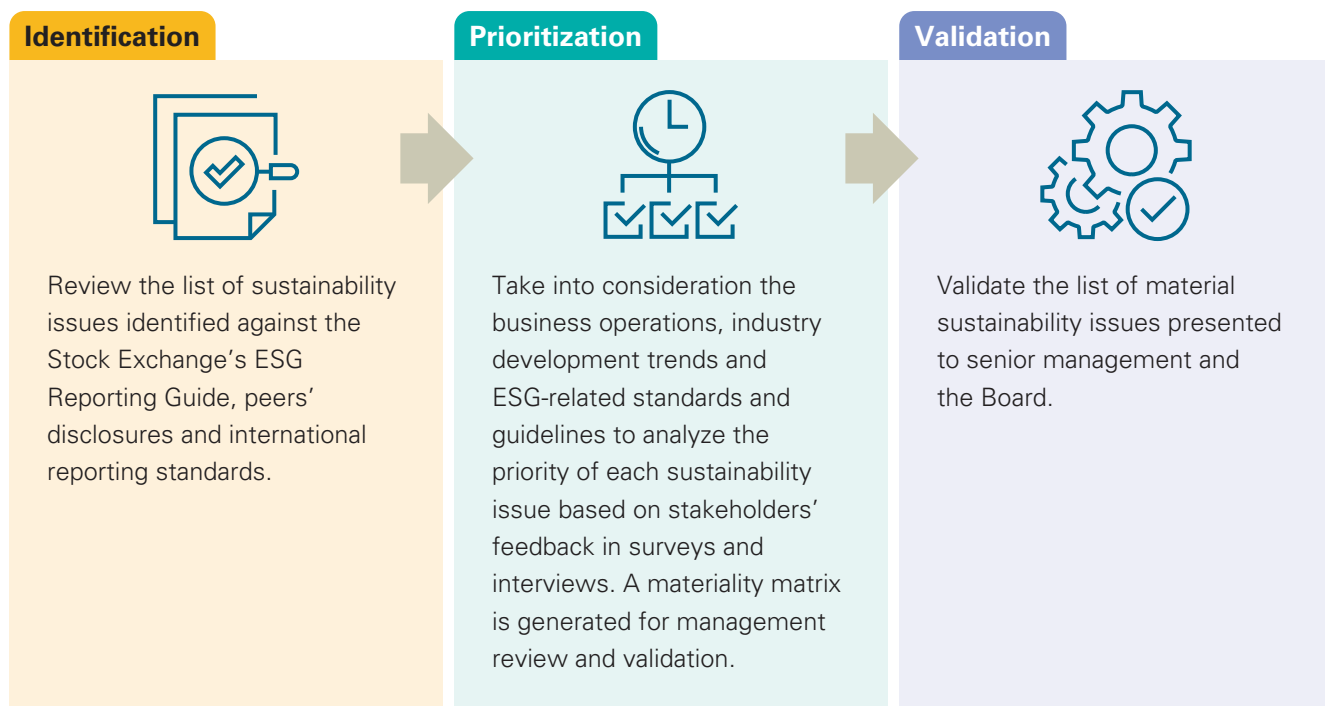 Identification
Review the list of sustainability
issues identified against the
Stock Exchange’s ESG
Reporting Guide, peers’
disclosures and international
reporting standards.
Prioritization
Take into consideration the
business operations, industry
development trends and
ESG-related standards and
guidelines to analyze the
priority of each sustainability
issue based on stakeholders’
feedback in surveys and
interviews. A materiality matrix
is generated for management
review and validation.
Validation
Validate the list of material
sustainability issues presented
to senior management and
the Board.